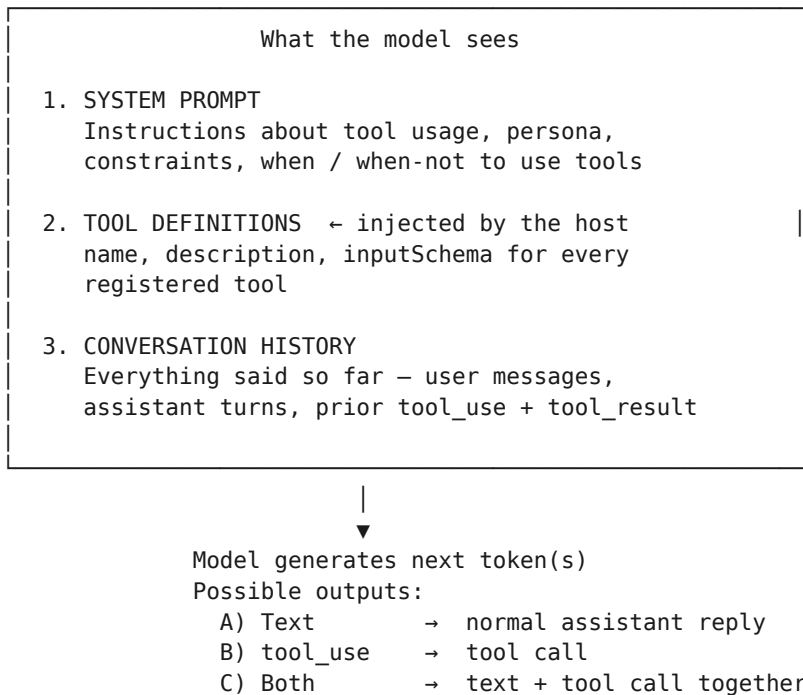 What the model sees
1. SYSTEM PROMPT
Instructions about tool usage, persona,
constraints, when / when-not to use tools
2. TOOL DEFINITIONS ← injected by the host
name, description, inputSchema for every
registered tool
3. CONVERSATION HISTORY
Everything said so far — user messages,
assistant turns, prior tool_use + tool_result
Model generates next token(s)
Possible outputs:
A) Text → normal assistant reply
B) tool_use → tool call
C) Both → text + tool call together